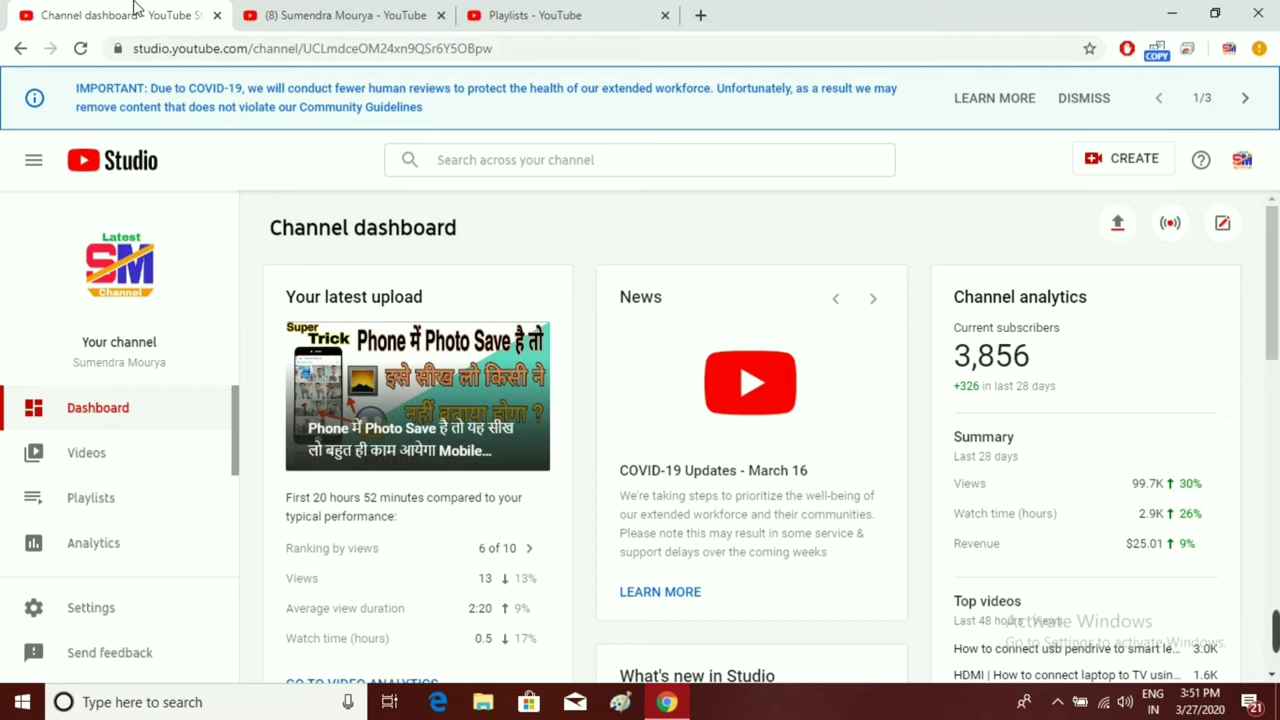 Channel dashboard - YouTube St
(8) Sumendra Mourya - YouTube
Playlists - YouTube
studio.youtube.com/channel/UCLmdceOM24xn9QSr6Y5OBpw
COPY
IMPORTANT: Due to COVID-19, we will conduct fewer human reviews to protect the health of our extended workforce. Unfortunately, as a result we may
remove content that does not violate our Community Guidelines
LEARN MORE
DISMISS
1/3
Studio
Search across your channel
CREATE
SM
Latest
SM
Channel
Your channel
Sumendra Mourya
Dashboard
Videos
Playlists
Analytics
Settings
Send feedback
Channel dashboard
Your latest upload
Super
Trick
Phone में Photo Save है तो
इसे सीख लो किसी ने
नहीं बताया होगा ?
Phone में Photo Save है तो यह सीख
लो बहुत ही काम आयेगा Mobile...
First 20 hours 52 minutes compared to your
typical performance:
Ranking by views 6 of 10
Views 13 ↓ 13%
Average view duration 2:20 ↑ 9%
Watch time (hours) 0.5 ↓ 17%
GO TO VIDEO ANALYTICS
News
COVID-19 Updates - March 16
We're taking steps to prioritize the well-being of
our extended workforce and their communities.
Please note this may result in some service &
support delays over the coming weeks
LEARN MORE
What's new in Studio
Channel analytics
Current subscribers
3,856
+326 in last 28 days
Summary
Last 28 days
Views 99.7K ↑ 30%
Watch time (hours) 2.9K ↑ 26%
Revenue $25.01 ↑ 9%
Top videos
Last 48 hours · Views
How to connect usb pendrive to smart le... 3.0K
HDMI | How to connect laptop to TV usin... 1.6K
Activate Windows
Go to Settings to activate Windows.
Type here to search
ENG
IN
3:51 PM
3/27/2020
21